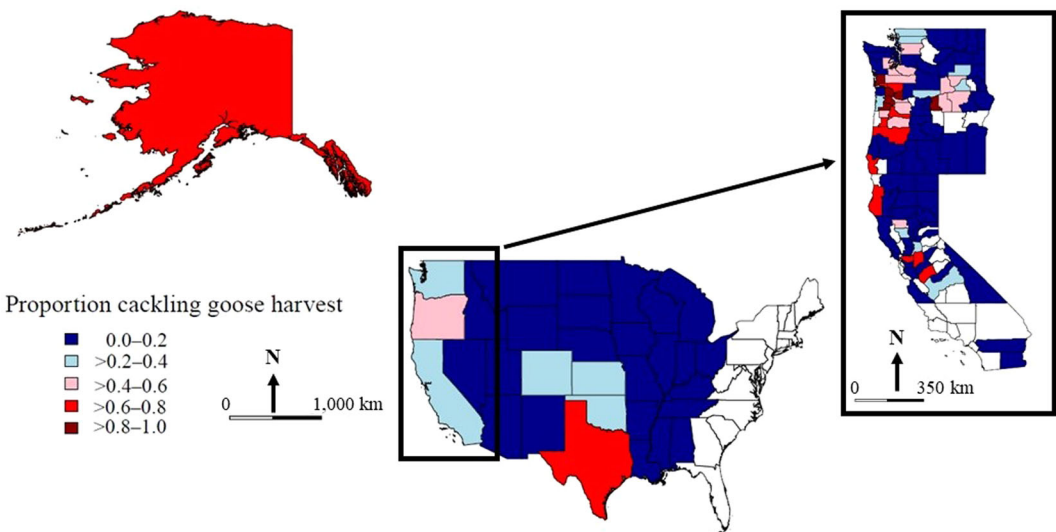 Proportion cackling goose harvest
0.0–0.2
>0.2–0.4
>0.4–0.6
>0.6–0.8
>0.8–1.0
N
0 1,000 km
N
0 350 km